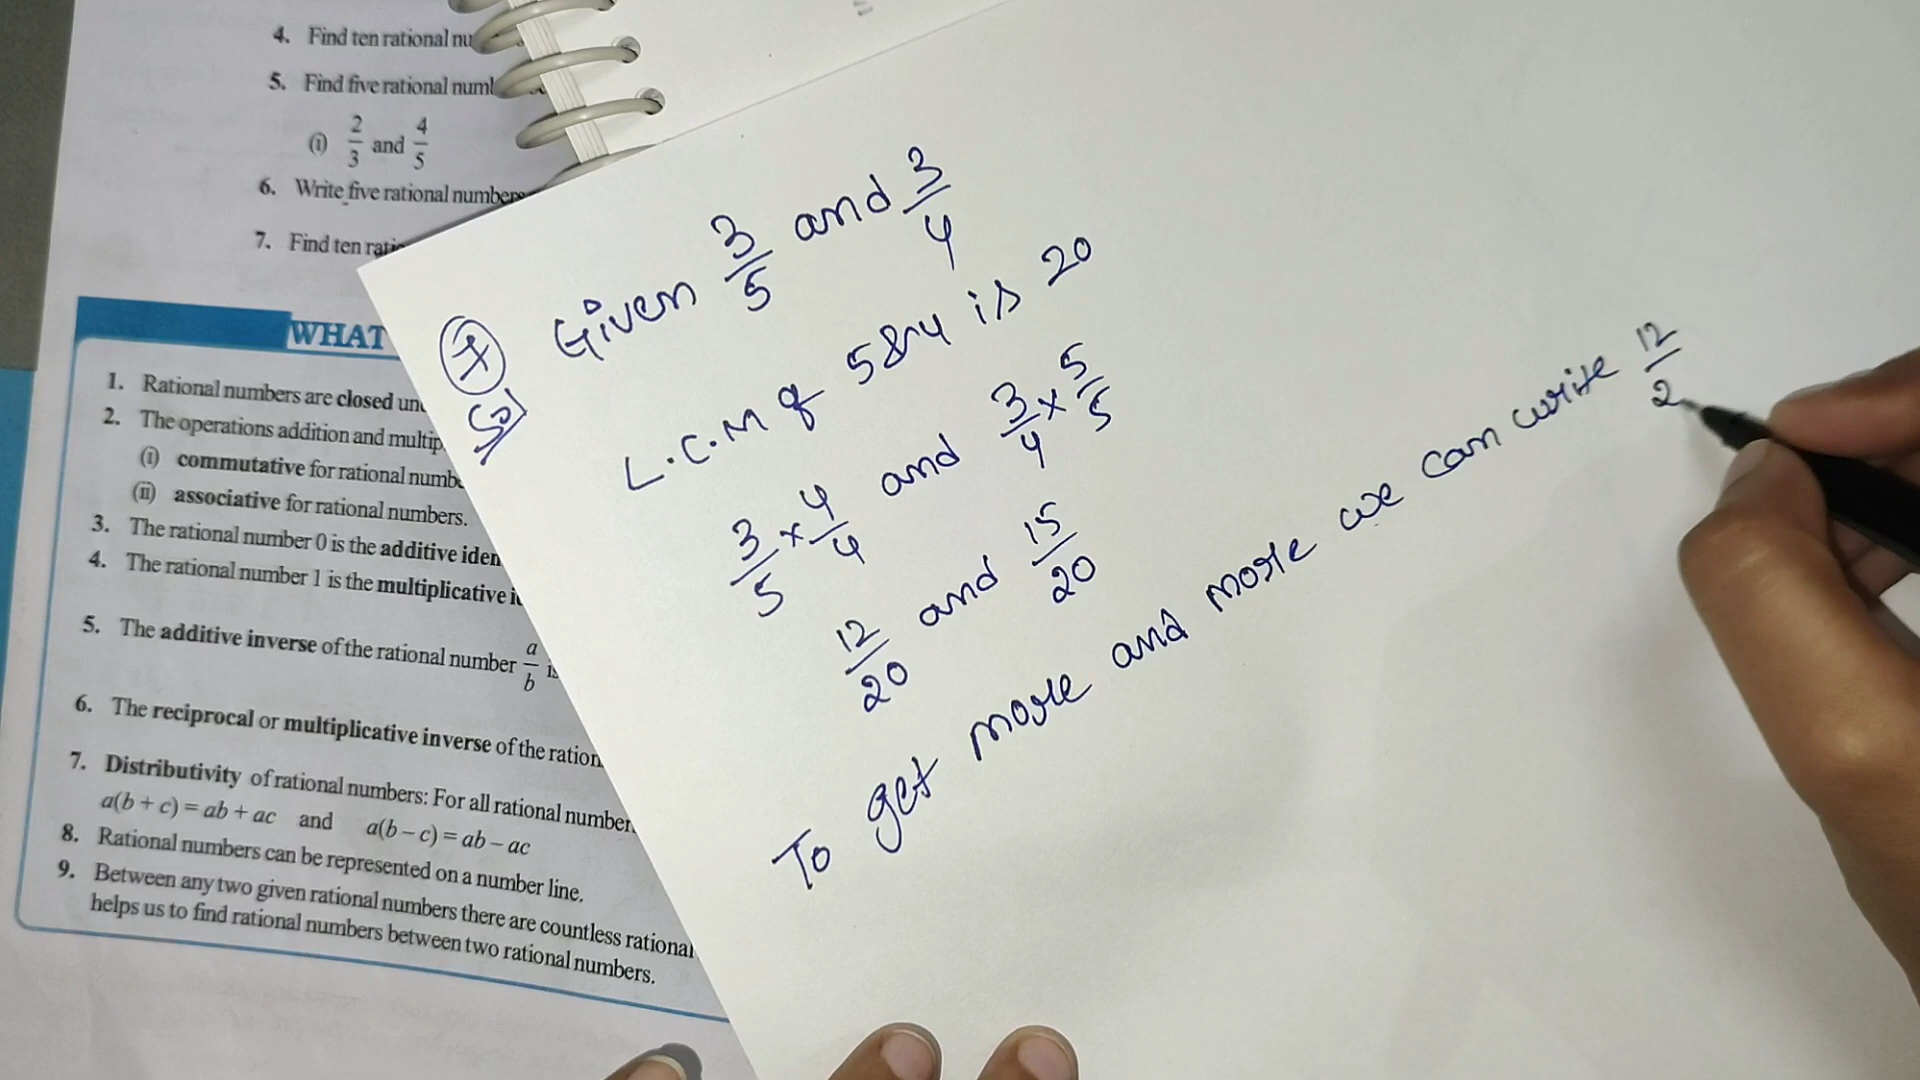 4. Find ten rational nu
5. Find five rational num
(i) 2/3 and 4/5
6. Write five rational numbers
7. Find ten ratio
WHAT
1. Rational numbers are closed und
2. The operations addition and multip
(i) commutative for rational numbe
(ii) associative for rational numbers.
3. The rational number 0 is the additive iden
4. The rational number 1 is the multiplicative i
5. The additive inverse of the rational number a/b is
6. The reciprocal or multiplicative inverse of the ration
7. Distributivity of rational numbers: For all rational number
a(b + c) = ab + ac and a(b – c) = ab – ac
8. Rational numbers can be represented on a number line.
9. Between any two given rational numbers there are countless rational
helps us to find rational numbers between two rational numbers.
7 Given 3/5 and 3/4
Sol
L.C.M of 5&4 is 20
3/5 × 4/4 and 3/4 × 5/5
12/20 and 15/20
To get more and more we can write 12/2